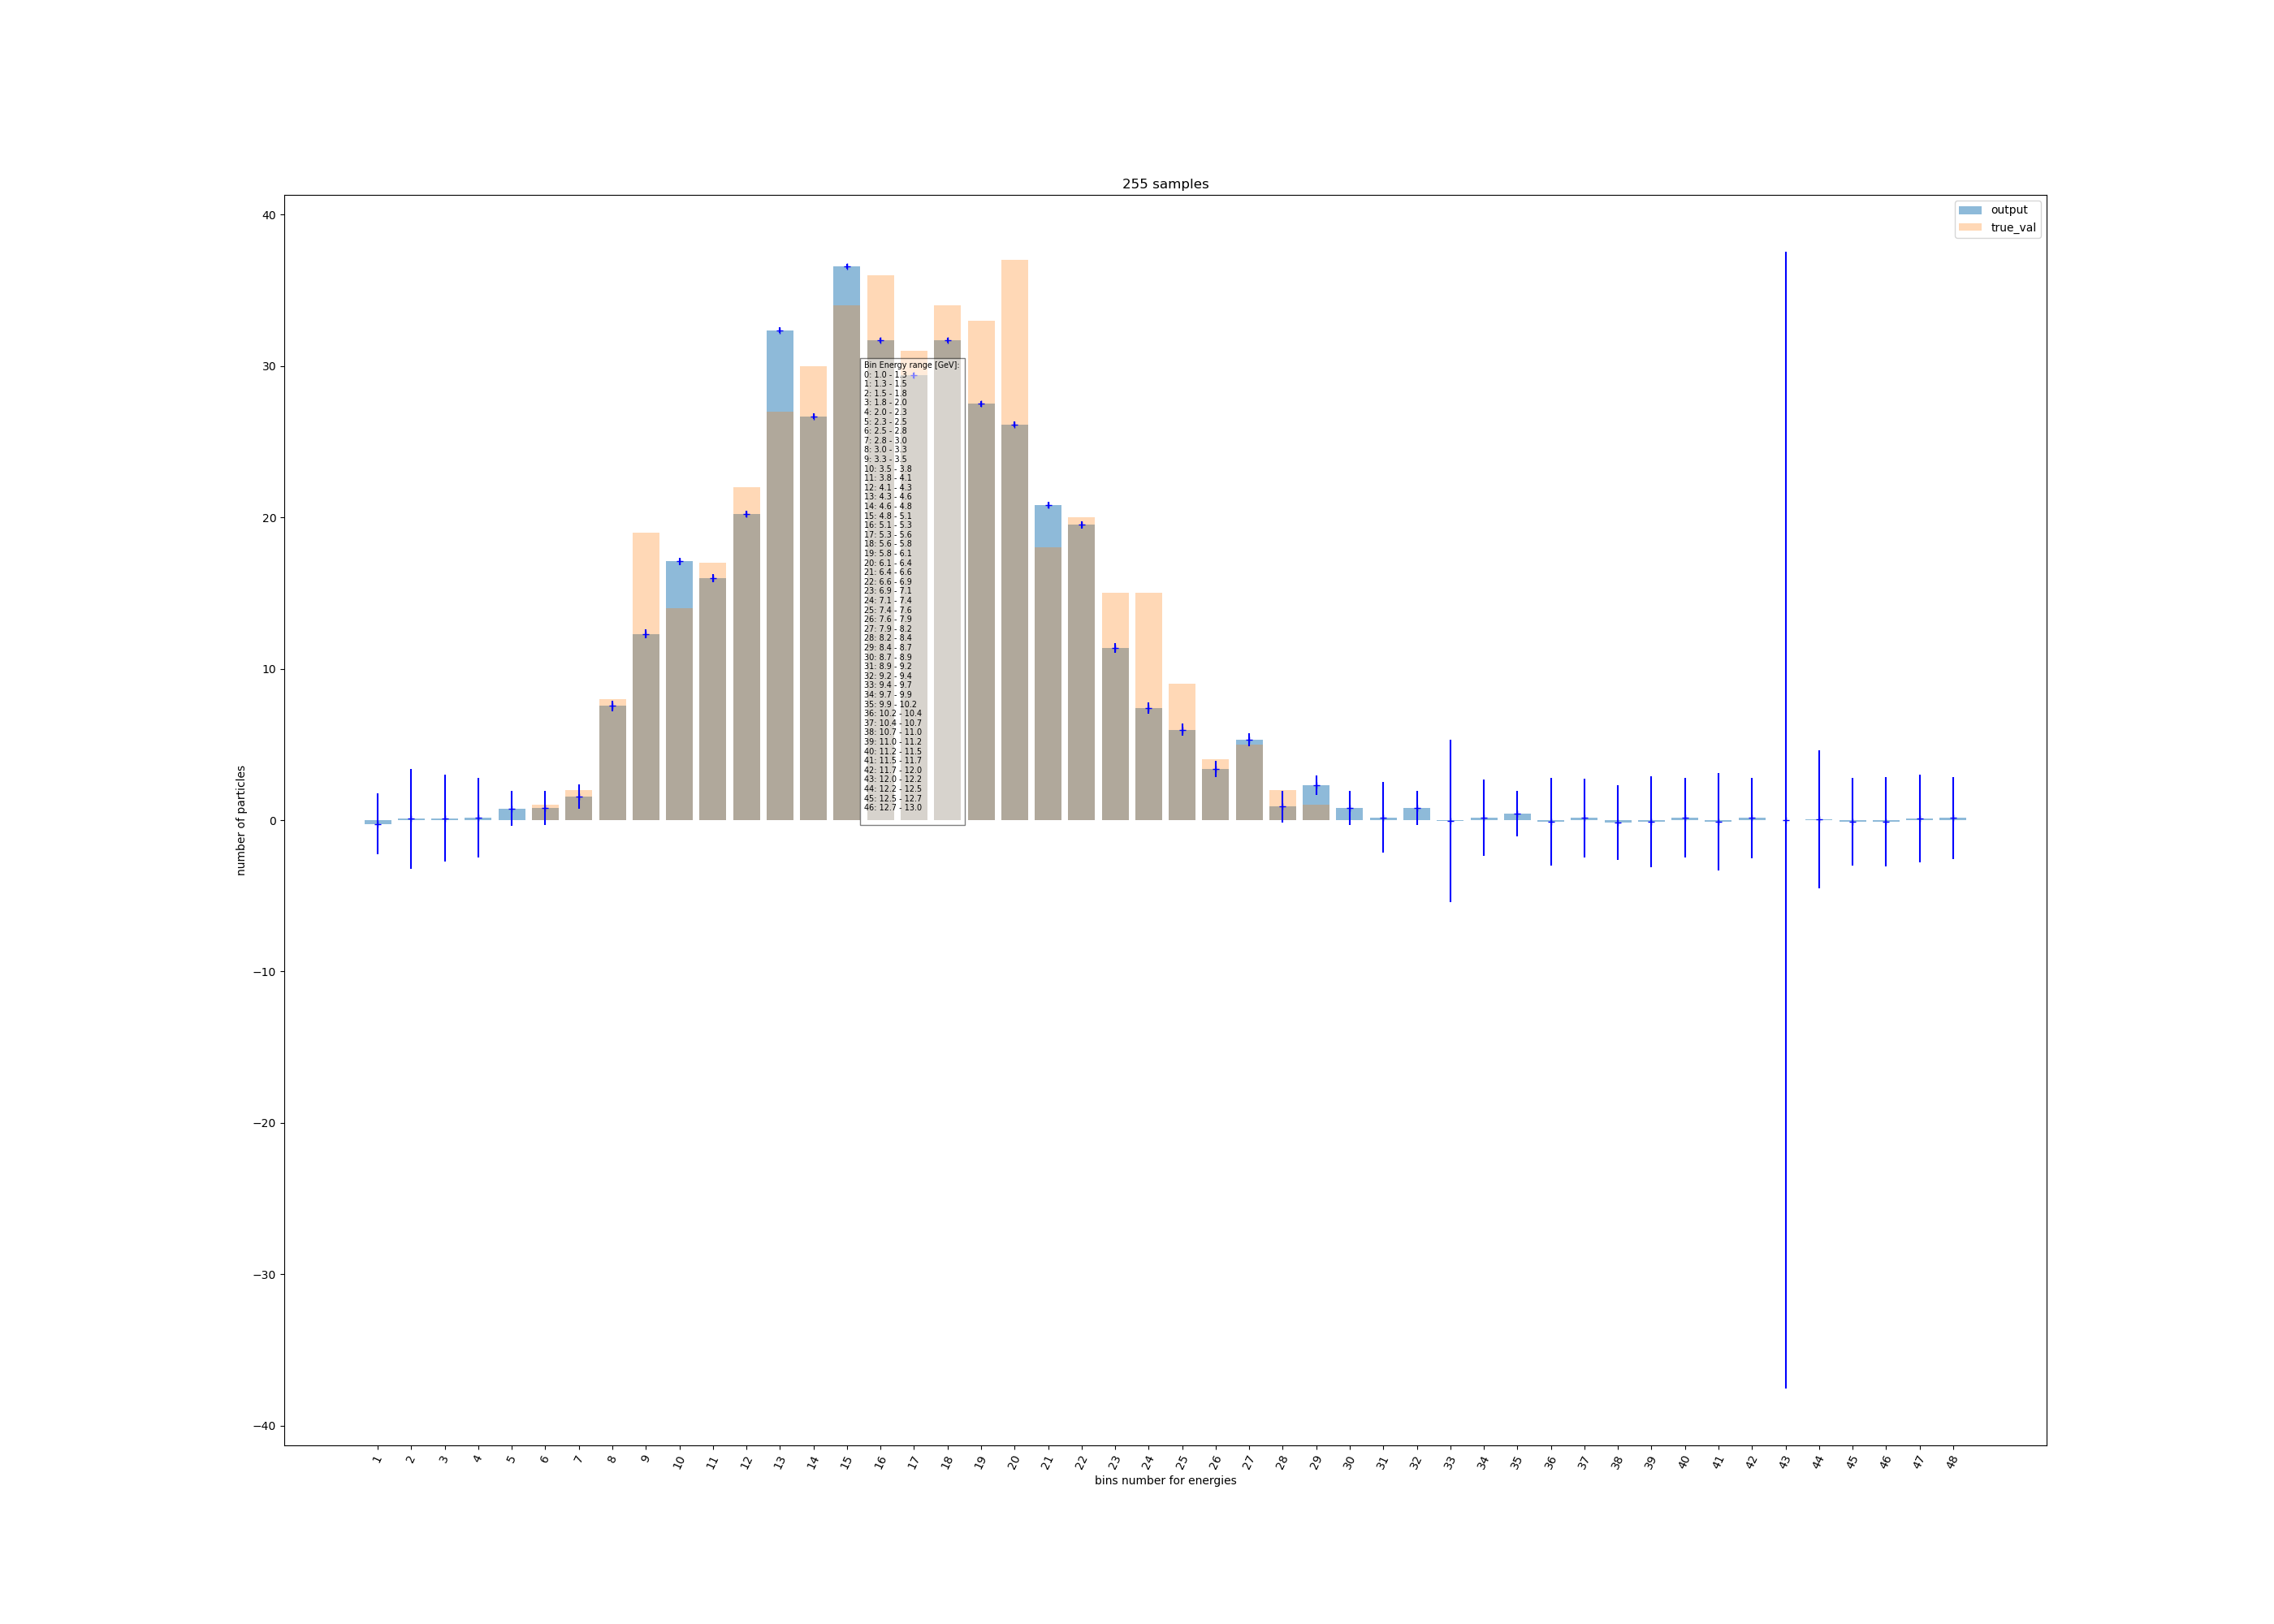 255 samples
output
true_val
number of particles
40
30
20
10
0
−10
−20
−30
−40
Bin Energy range [GeV]:
0: 1.0 - 1.3
1: 1.3 - 1.5
2: 1.5 - 1.8
3: 1.8 - 2.0
4: 2.0 - 2.3
5: 2.3 - 2.5
6: 2.5 - 2.8
7: 2.8 - 3.0
8: 3.0 - 3.3
9: 3.3 - 3.5
10: 3.5 - 3.8
11: 3.8 - 4.1
12: 4.1 - 4.3
13: 4.3 - 4.6
14: 4.6 - 4.8
15: 4.8 - 5.1
16: 5.1 - 5.3
17: 5.3 - 5.6
18: 5.6 - 5.8
19: 5.8 - 6.1
20: 6.1 - 6.4
21: 6.4 - 6.6
22: 6.6 - 6.9
23: 6.9 - 7.1
24: 7.1 - 7.4
25: 7.4 - 7.6
26: 7.6 - 7.9
27: 7.9 - 8.2
28: 8.2 - 8.4
29: 8.4 - 8.7
30: 8.7 - 8.9
31: 8.9 - 9.2
32: 9.2 - 9.4
33: 9.4 - 9.7
34: 9.7 - 9.9
35: 9.9 - 10.2
36: 10.2 - 10.4
37: 10.4 - 10.7
38: 10.7 - 11.0
39: 11.0 - 11.2
40: 11.2 - 11.5
41: 11.5 - 11.7
42: 11.7 - 12.0
43: 12.0 - 12.2
44: 12.2 - 12.5
45: 12.5 - 12.7
46: 12.7 - 13.0
1 2 3 4 5 6 7 8 9 10 11 12 13 14 15 16 17 18 19 20 21 22 23 24 25 26 27 28 29 30 31 32 33 34 35 36 37 38 39 40 41 42 43 44 45 46 47 48
bins number for energies